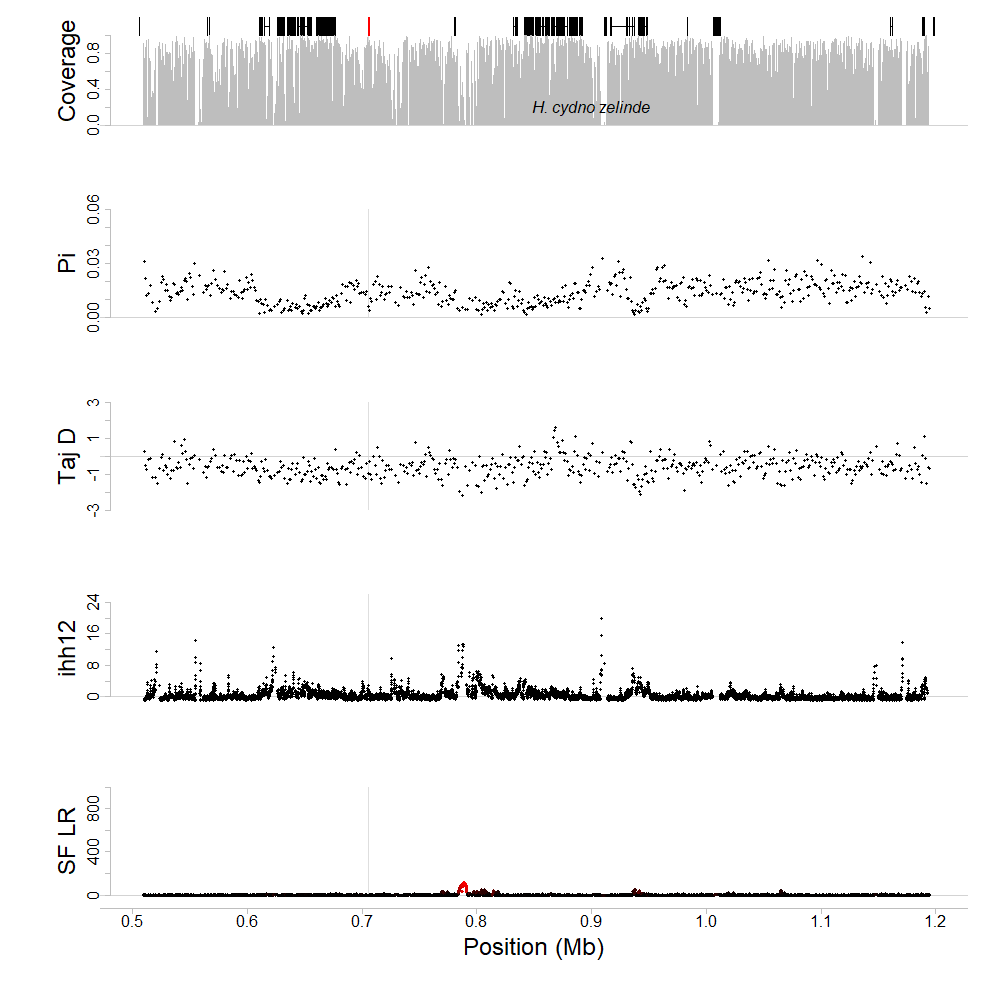 Coverage
0.0 0.4 0.8
H. cydno zelinde
Pi
0.00 0.03 0.06
Taj D
-3 -1 1 3
ihh12
0 8 16 24
SF LR
0 400 800
0.5 0.6 0.7 0.8 0.9 1.0 1.1 1.2
Position (Mb)